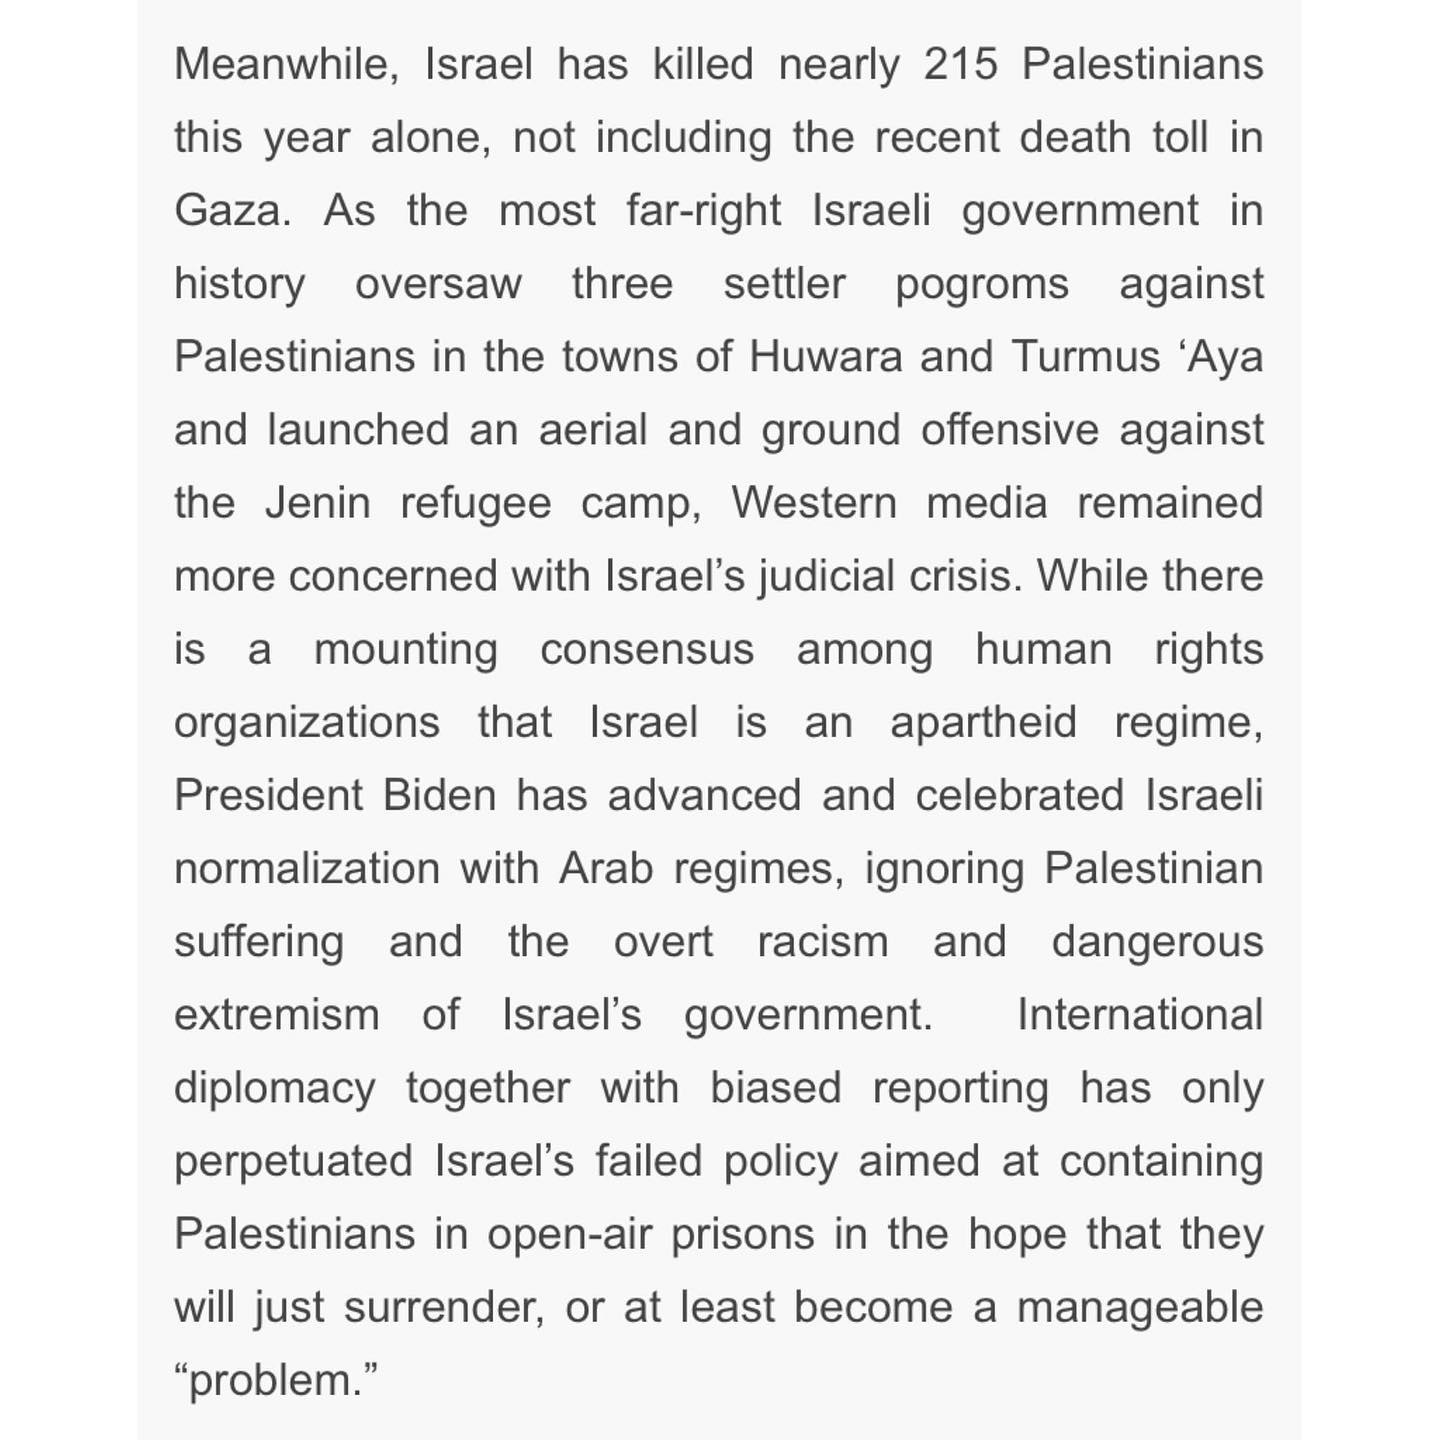 Meanwhile, Israel has killed nearly 215 Palestinians
this year alone, not including the recent death toll in
Gaza. As the most far-right Israeli government in
history oversaw three settler pogroms against
Palestinians in the towns of Huwara and Turmus ‘Aya
and launched an aerial and ground offensive against
the Jenin refugee camp, Western media remained
more concerned with Israel’s judicial crisis. While there
is a mounting consensus among human rights
organizations that Israel is an apartheid regime,
President Biden has advanced and celebrated Israeli
normalization with Arab regimes, ignoring Palestinian
suffering and the overt racism and dangerous
extremism of Israel’s government. International
diplomacy together with biased reporting has only
perpetuated Israel’s failed policy aimed at containing
Palestinians in open-air prisons in the hope that they
will just surrender, or at least become a manageable
“problem.”